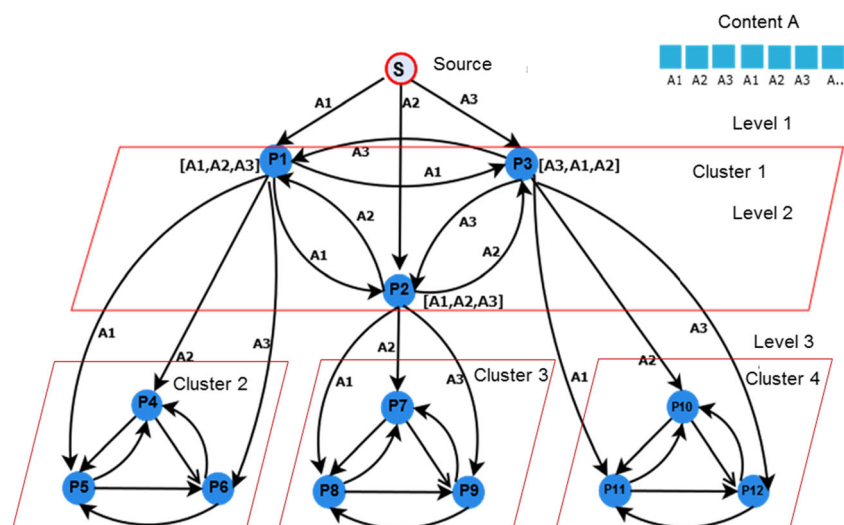 Content A
A1 A2 A3 A1 A2 A3 A..
S Source
A1 A2 A3
Level 1
P1 [A1,A2,A3]
P3 [A3,A1,A2]
Cluster 1
A3
A1
Level 2
A2
A3
A1
A2
P2 [A1,A2,A3]
A1
A2
A3
A1
A2
A3
A1
A2
A3
Level 3
Cluster 2
Cluster 3
Cluster 4
P4
P5
P6
P7
P8
P9
P10
P11
P12